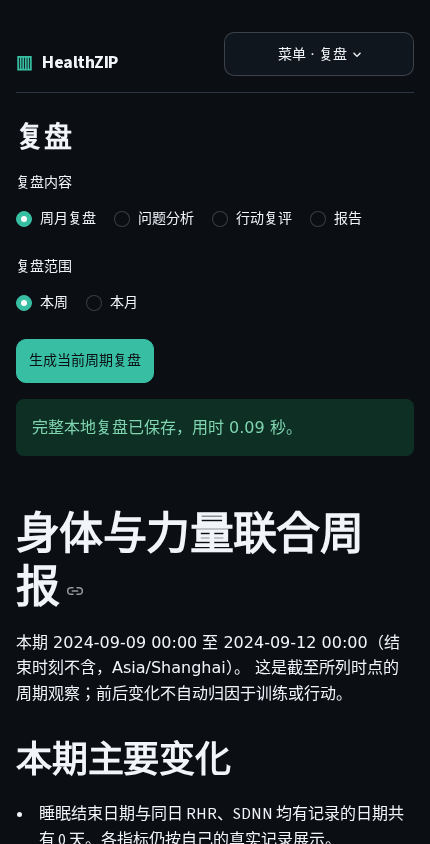 HealthZIP
菜单 · 复盘
复盘
复盘内容
周月复盘 问题分析 行动复评 报告
复盘范围
本周 本月
生成当前周期复盘
完整本地复盘已保存，用时 0.09 秒。
身体与力量联合周
报
本期 2024-09-09 00:00 至 2024-09-12 00:00（结
束时刻不含，Asia/Shanghai）。 这是截至所列时点的
周期观察；前后变化不自动归因于训练或行动。
本期主要变化
• 睡眠结束日期与同日 RHR、SDNN 均有记录的日期共
有 0 天。各指标仍按自己的真实记录展示。